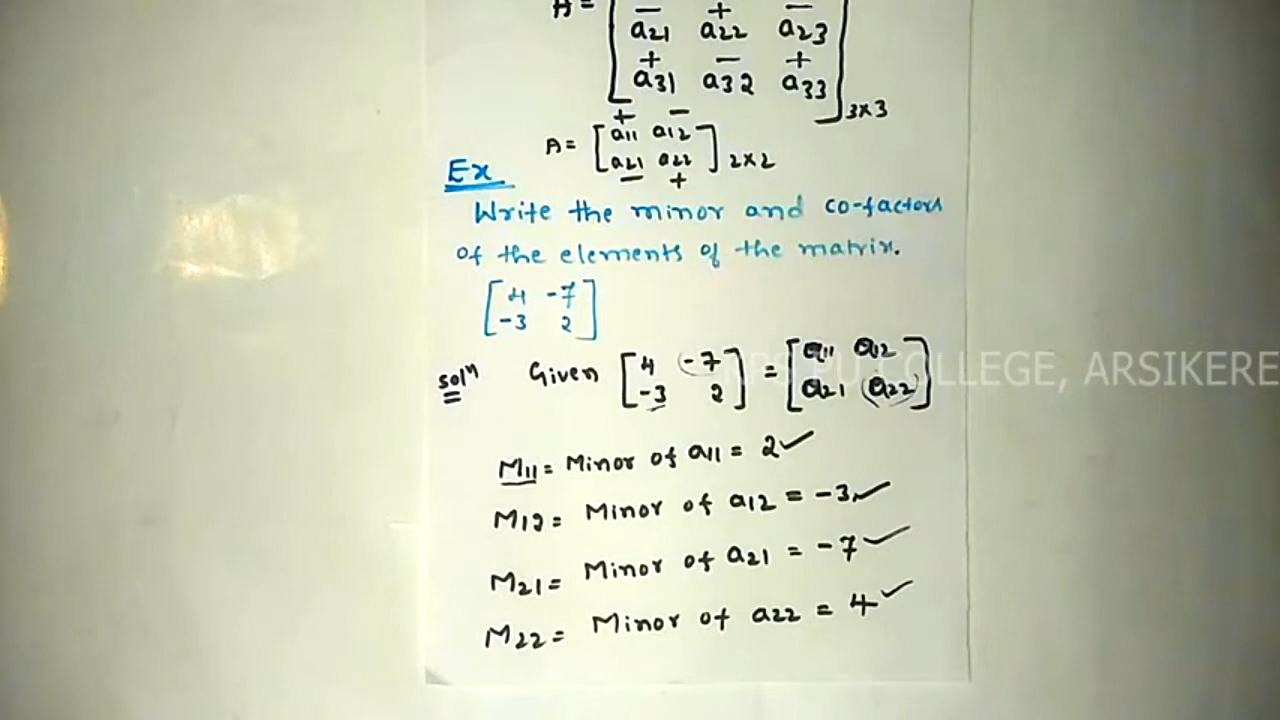 A =
− + −
a21 a22 a23
+ − +
a31 a32 a33
3×3
+ −
A = [a11 a12
a21 a22] 2×2
− +
Ex
Write the minor and co-factors
of the elements of the matrix.
[4 -7
-3 2]
Solⁿ Given [4 -7 = [a11 a12
-3 2] a21 a22]
COLLEGE, ARSIKERE
M11 = Minor of a11 = 2 ✓
M12 = Minor of a12 = -3 ✓
M21 = Minor of a21 = -7 ✓
M22 = Minor of a22 = 4 ✓